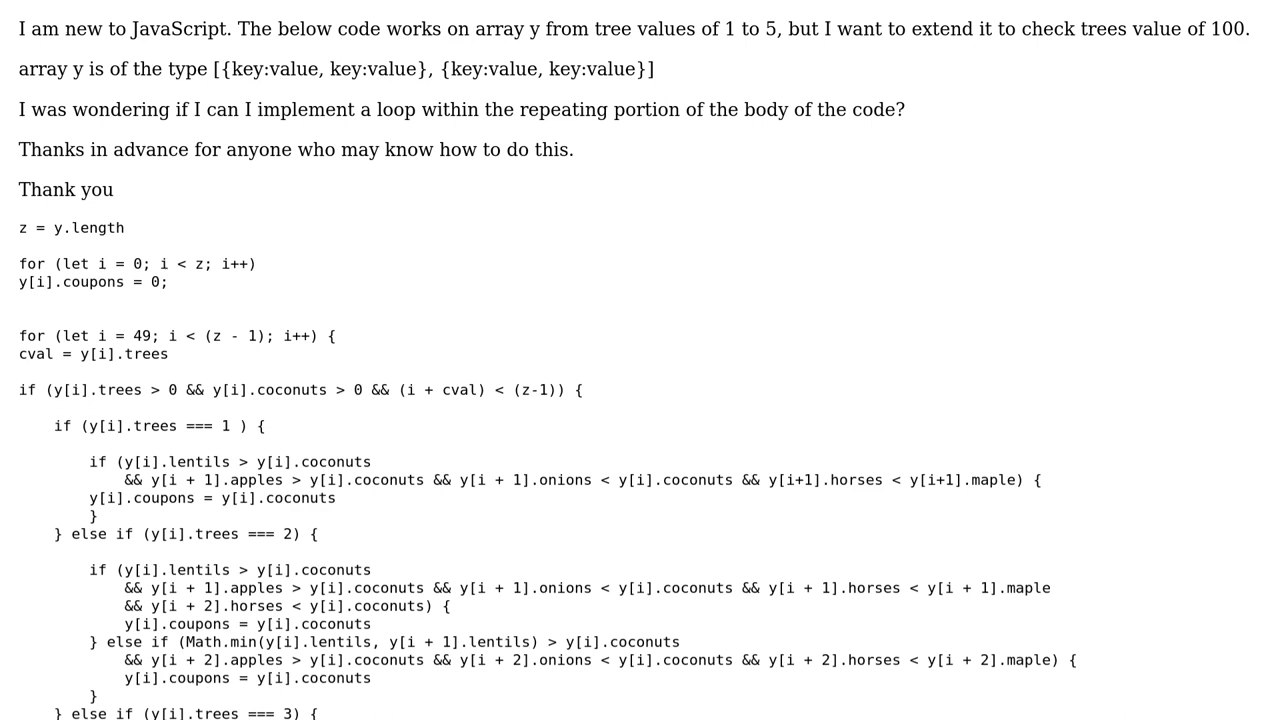 I am new to JavaScript. The below code works on array y from tree values of 1 to 5, but I want to extend it to check trees value of 100.
array y is of the type [{key:value, key:value}, {key:value, key:value}]
I was wondering if I can I implement a loop within the repeating portion of the body of the code?
Thanks in advance for anyone who may know how to do this.
Thank you
z = y.length
for (let i = 0; i < z; i++)
y[i].coupons = 0;
for (let i = 49; i < (z - 1); i++) {
cval = y[i].trees
if (y[i].trees > 0 && y[i].coconuts > 0 && (i + cval) < (z-1)) {
if (y[i].trees === 1 ) {
if (y[i].lentils > y[i].coconuts
&& y[i + 1].apples > y[i].coconuts && y[i + 1].onions < y[i].coconuts && y[i+1].horses < y[i+1].maple) {
y[i].coupons = y[i].coconuts
}
} else if (y[i].trees === 2) {
if (y[i].lentils > y[i].coconuts
&& y[i + 1].apples > y[i].coconuts && y[i + 1].onions < y[i].coconuts && y[i + 1].horses < y[i + 1].maple
&& y[i + 2].horses < y[i].coconuts) {
y[i].coupons = y[i].coconuts
} else if (Math.min(y[i].lentils, y[i + 1].lentils) > y[i].coconuts
&& y[i + 2].apples > y[i].coconuts && y[i + 2].onions < y[i].coconuts && y[i + 2].horses < y[i + 2].maple) {
y[i].coupons = y[i].coconuts
}
} else if (y[i].trees === 3) {